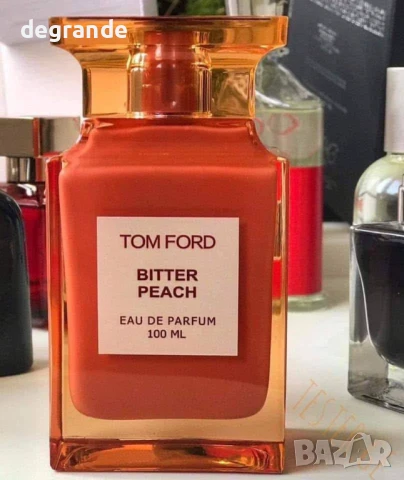 degrande
TOM FORD
BITTER
PEACH
EAU DE PARFUM
100 ML
BAZAR